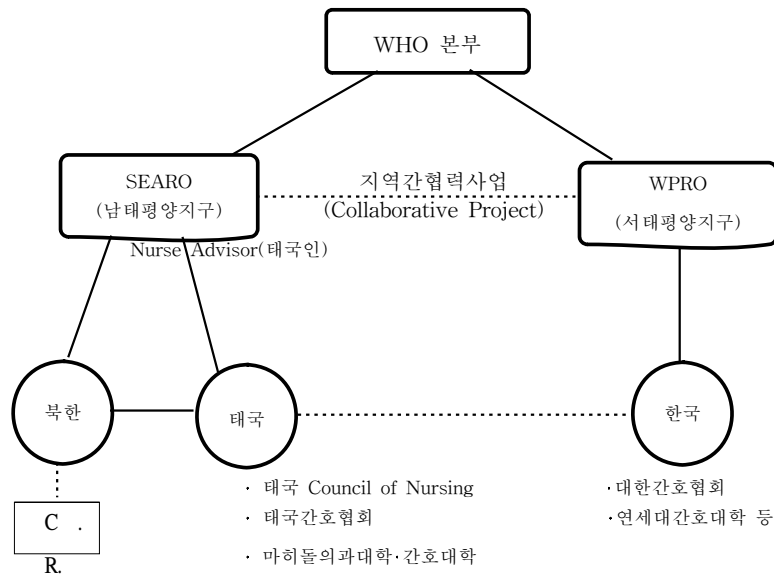 WHO 본부
SEARO
(남태평양지구)
지역간협력사업
(Collaborative Project)
WPRO
(서태평양지구)
Nurse Advisor(태국인)
북한
태국
한국
· 태국 Council of Nursing
· 태국간호협회
· 마히돌의과대학·간호대학
·대한간호협회
·연세대간호대학 등
C .
R.